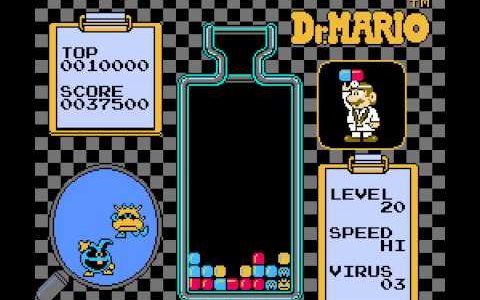 TM
Dr. MARIO
TOP
0010000
SCORE
0037500
LEVEL
20
SPEED
HI
VIRUS
03